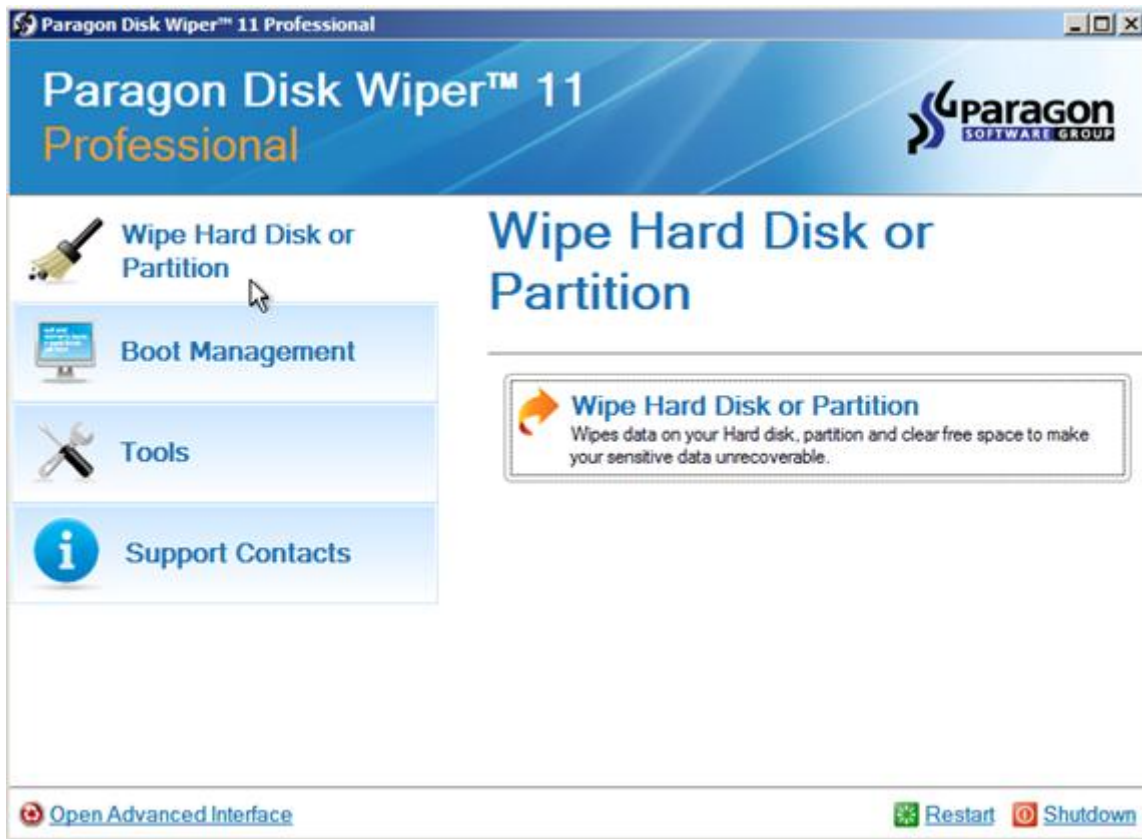 Paragon Disk Wiper™ 11 Professional
Paragon Disk Wiper™ 11
Professional
Paragon
SOFTWARE GROUP
Wipe Hard Disk or
Partition
Boot Management
Tools
Support Contacts
Wipe Hard Disk or
Partition
Wipe Hard Disk or Partition
Wipes data on your Hard disk, partition and clear free space to make
your sensitive data unrecoverable.
Open Advanced Interface
Restart
Shutdown